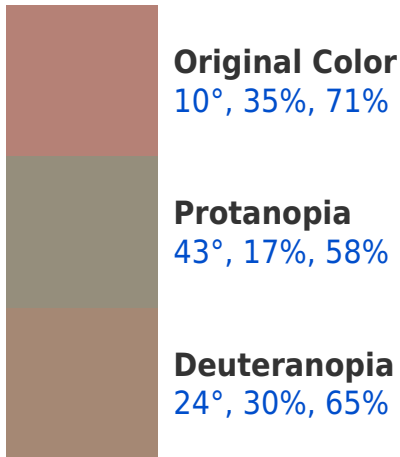 Original Color
10°, 35%, 71%
Protanopia
43°, 17%, 58%
Deuteranopia
24°, 30%, 65%